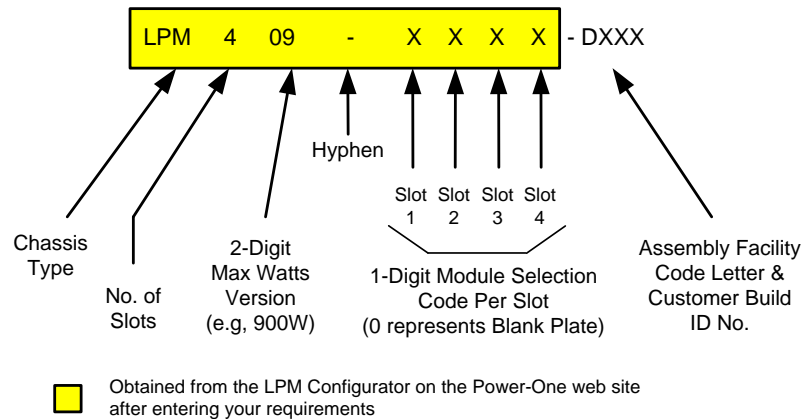 LPM 4 09 - X X X X - DXXX
Hyphen
Slot 1
Slot 2
Slot 3
Slot 4
Chassis
Type
No. of
Slots
2-Digit
Max Watts
Version
(e.g, 900W)
1-Digit Module Selection
Code Per Slot
(0 represents Blank Plate)
Assembly Facility
Code Letter &
Customer Build
ID No.
Obtained from the LPM Configurator on the Power-One web site
after entering your requirements